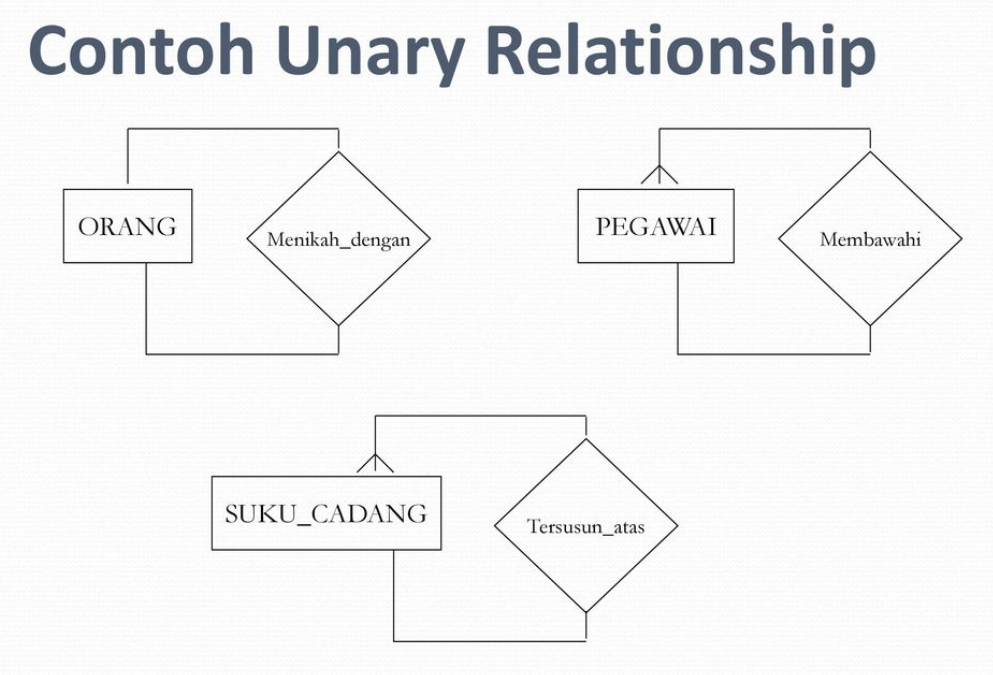 Contoh Unary Relationship
ORANG
Menikah_dengan
PEGAWAI
Membawahi
SUKU_CADANG
Tersusun_atas